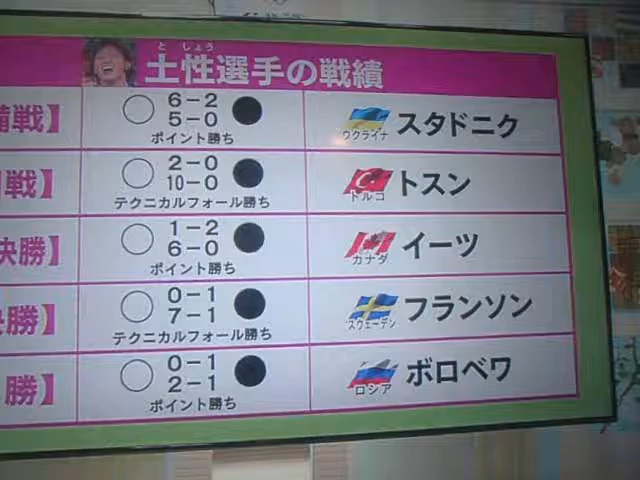 としょう
土性選手の戦績
備戦】
6-2
5-0
ポイント勝ち
ウクライナ
スタドニク
戦】
2-0
10-0
テクニカルフォール勝ち
トルコ
トスン
決勝】
1-2
6-0
ポイント勝ち
カナダ
イーツ
決勝】
0-1
7-1
テクニカルフォール勝ち
スウェーデン
フランソン
勝】
0-1
2-1
ポイント勝ち
ロシア
ボロベワ